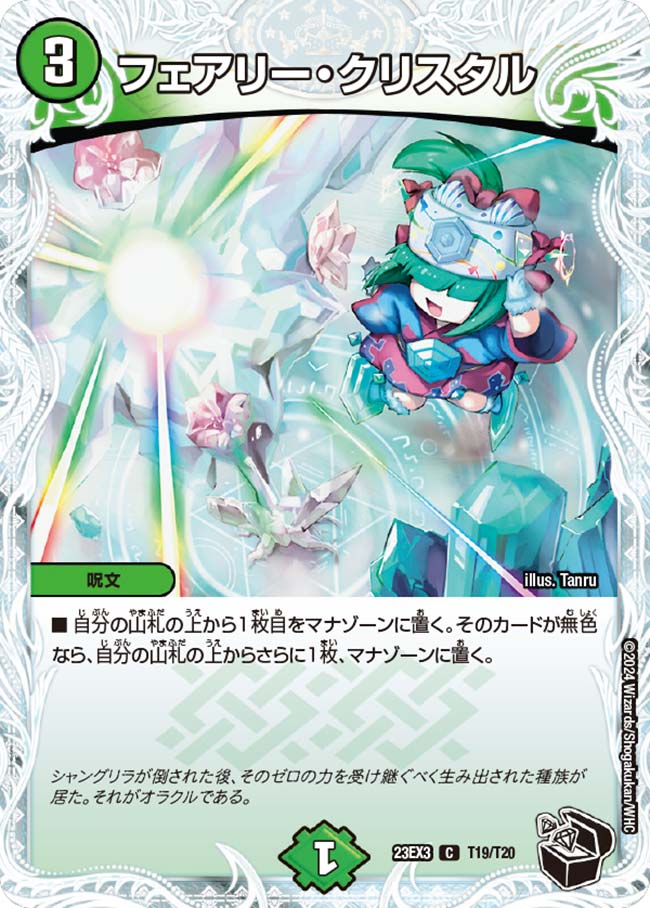 3
フェアリー・クリスタル
呪文
illus. Tanru
■ 自分の山札の上から1枚目をマナゾーンに置く。そのカードが無色
なら、自分の山札の上からさらに1枚、マナゾーンに置く。
シャングリラが倒された後、そのゼロの力を受け継ぐべく生み出された種族が
居た。それがオラクルである。
1
23EX3 C T19/T20
©2024 Wizards/Shogakukan/WHC